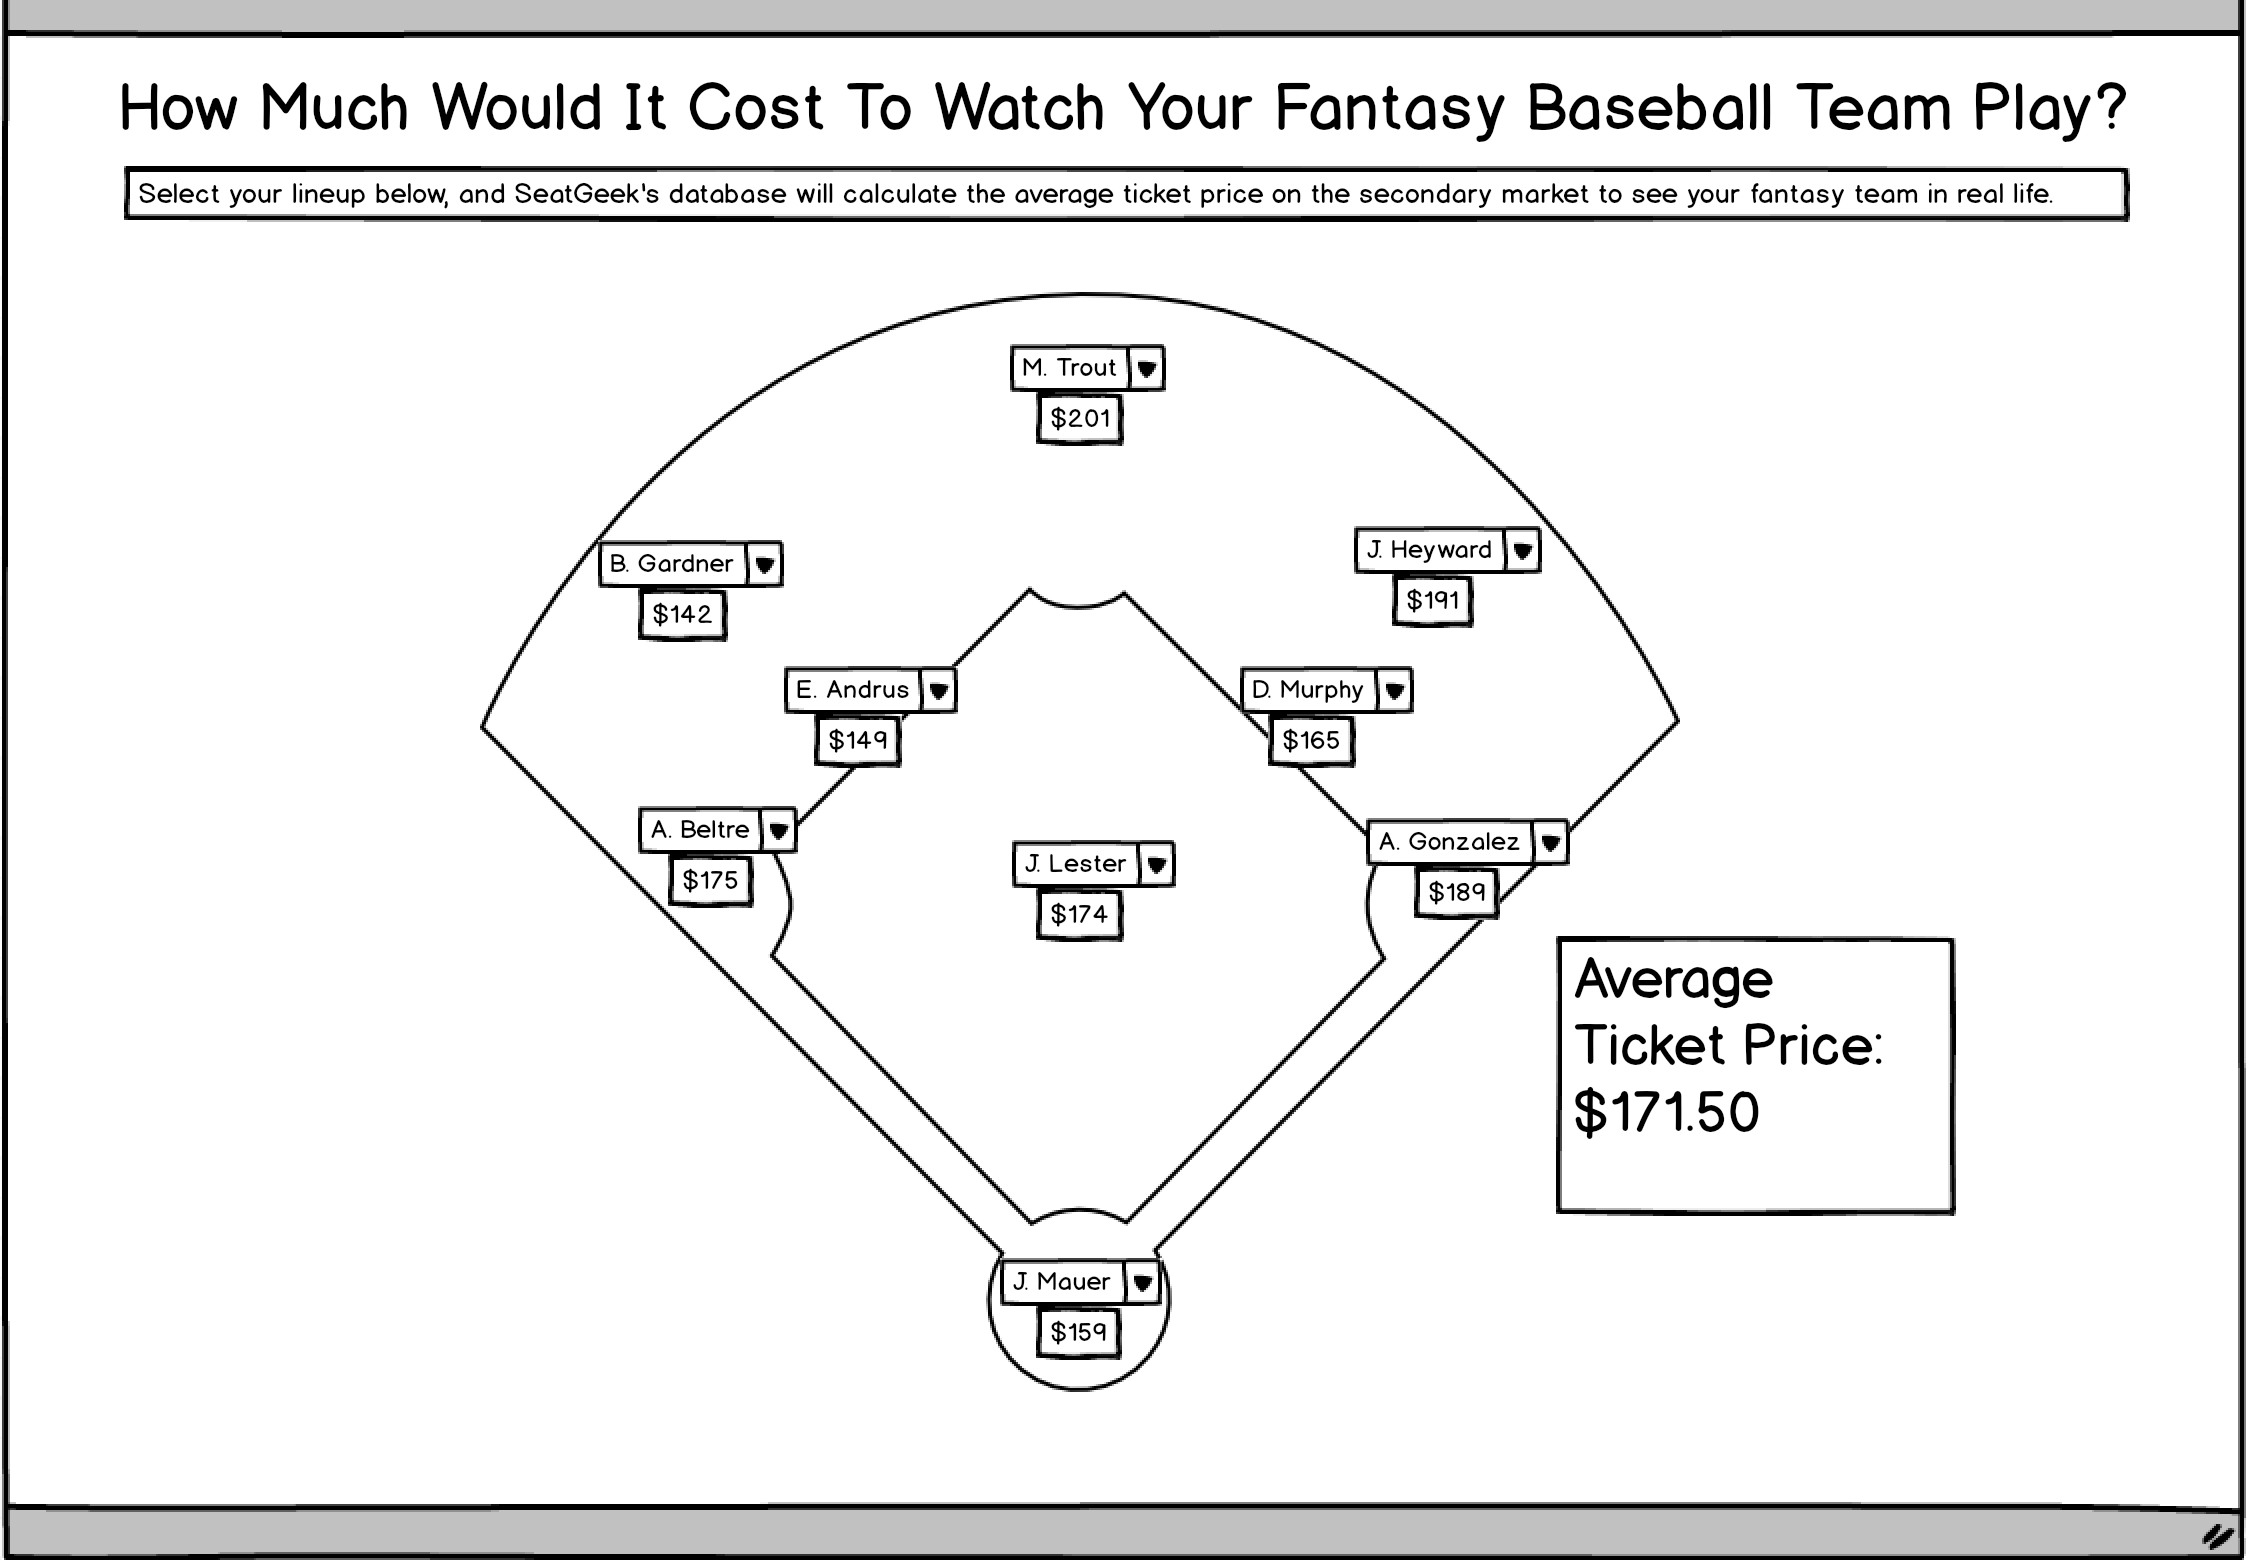 How Much Would It Cost To Watch Your Fantasy Baseball Team Play?
Select your lineup below, and SeatGeek's database will calculate the average ticket price on the secondary market to see your fantasy team in real life.
M. Trout
$201
B. Gardner
$142
J. Heyward
$191
E. Andrus
$149
D. Murphy
$165
A. Beltre
$175
J. Lester
$174
A. Gonzalez
$189
Average
Ticket Price:
$171.50
J. Mauer
$159